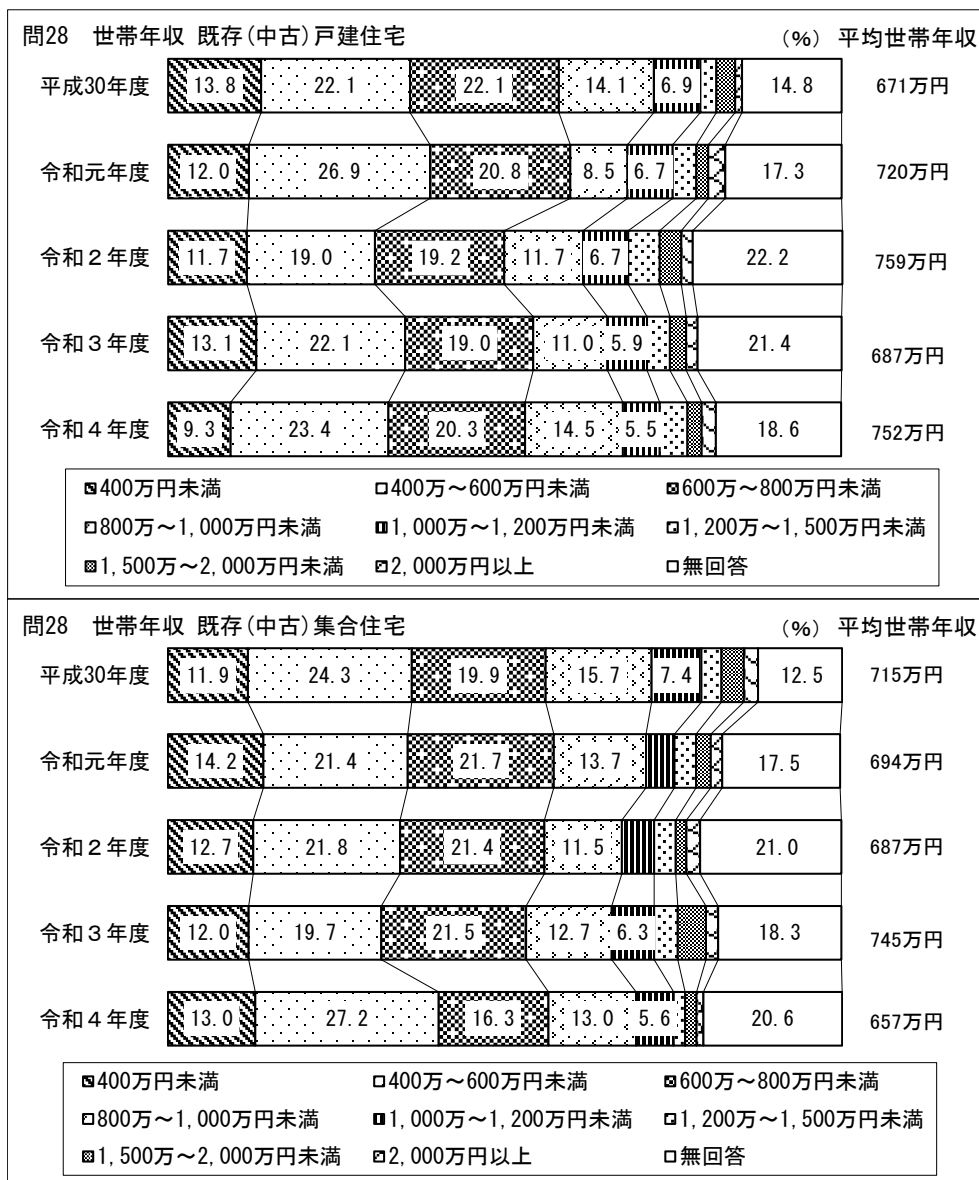 問28 世帯年収 既存(中古)戸建住宅 (%) 平均世帯年収
平成30年度 13.8 22.1 22.1 14.1 6.9 14.8 671万円
令和元年度 12.0 26.9 20.8 8.5 6.7 17.3 720万円
令和2年度 11.7 19.0 19.2 11.7 6.7 22.2 759万円
令和3年度 13.1 22.1 19.0 11.0 5.9 21.4 687万円
令和4年度 9.3 23.4 20.3 14.5 5.5 18.6 752万円
400万円未満 400万～600万円未満 600万～800万円未満
800万～1,000万円未満 1,000万～1,200万円未満 1,200万～1,500万円未満
1,500万～2,000万円未満 2,000万円以上 無回答
問28 世帯年収 既存(中古)集合住宅 (%) 平均世帯年収
平成30年度 11.9 24.3 19.9 15.7 7.4 12.5 715万円
令和元年度 14.2 21.4 21.7 13.7 17.5 694万円
令和2年度 12.7 21.8 21.4 11.5 21.0 687万円
令和3年度 12.0 19.7 21.5 12.7 6.3 18.3 745万円
令和4年度 13.0 27.2 16.3 13.0 5.6 20.6 657万円
400万円未満 400万～600万円未満 600万～800万円未満
800万～1,000万円未満 1,000万～1,200万円未満 1,200万～1,500万円未満
1,500万～2,000万円未満 2,000万円以上 無回答